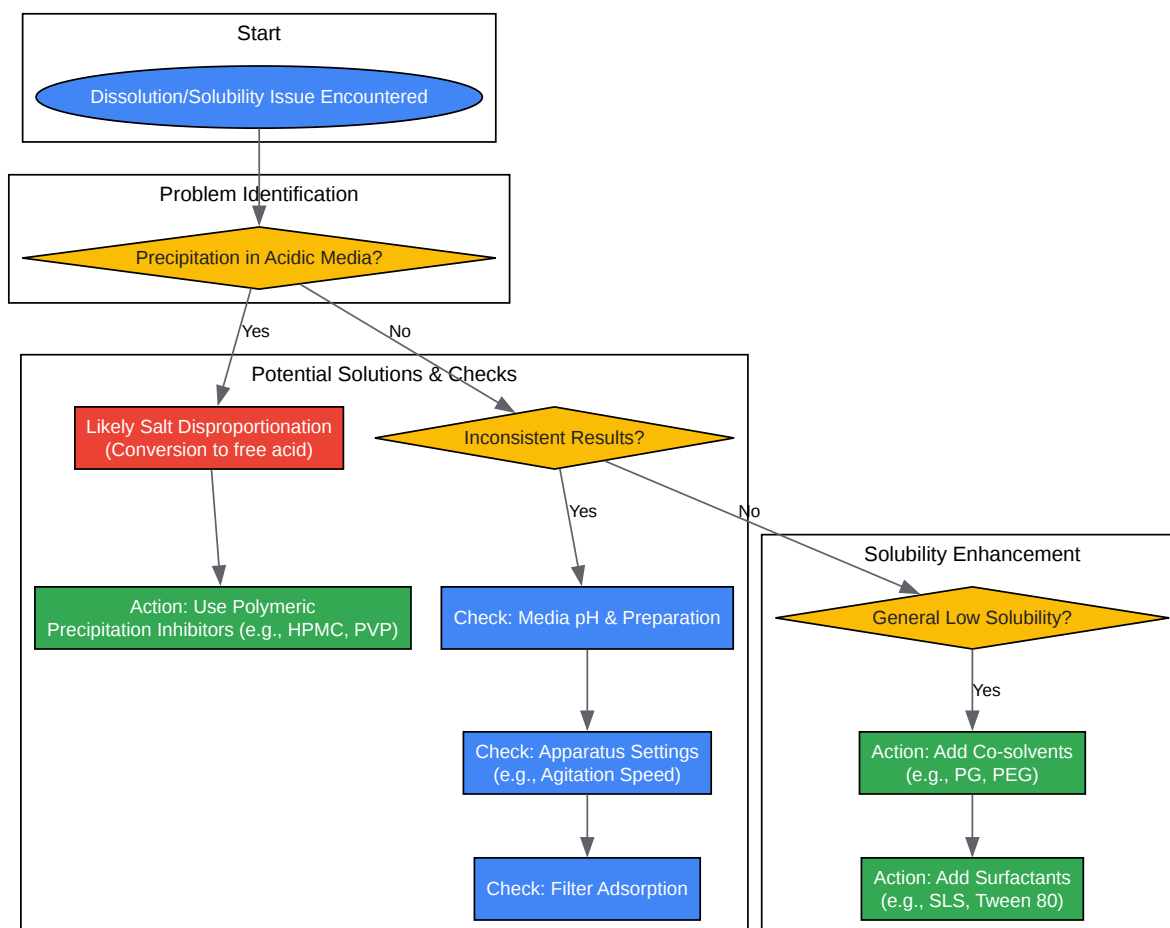 Start
Dissolution/Solubility Issue Encountered
Problem Identification
Precipitation in Acidic Media?
Yes
No
Potential Solutions & Checks
Likely Salt Disproportionation
(Conversion to free acid)
Inconsistent Results?
Yes
No
Solubility Enhancement
Action: Use Polymeric
Precipitation Inhibitors (e.g., HPMC, PVP)
Check: Media pH & Preparation
General Low Solubility?
Yes
Check: Apparatus Settings
(e.g., Agitation Speed)
Action: Add Co-solvents
(e.g., PG, PEG)
Check: Filter Adsorption
Action: Add Surfactants
(e.g., SLS, Tween 80)